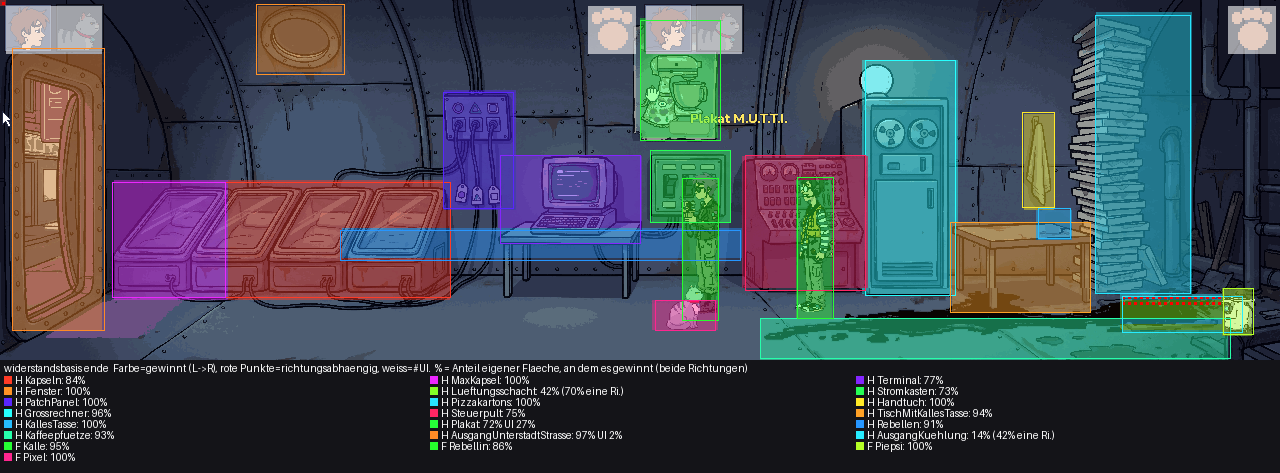 Plakat M.U.T.T.I.
widerstandsbasisende Farbe=gewinnt (L->R), rote Punkte=richtungsabhaengig, weiss=#UI. % = Anteil eigener Flaeche, an dem es gewinnt (beide Richtungen)
H Kapseln: 84%
H MaxKapsel: 100%
H Terminal: 77%
H Fenster: 100%
H Lueftungsschacht: 42% (70% eine Ri.)
H Stromkasten: 73%
H PatchPanel: 100%
H Pizzakartons: 100%
H Handtuch: 100%
H Grossrechner: 96%
H Steuerpult: 75%
H TischMitKallesTasse: 94%
H KallesTasse: 100%
H Plakat: 72% UI 27%
H Rebellen: 91%
H Kaffeepfuetze: 93%
H AusgangUnterstadtStrasse: 97% UI 2%
H AusgangKuehlung: 14% (42% eine Ri.)
F Kalle: 95%
F Rebellin: 86%
F Piepsi: 100%
F Pixel: 100%